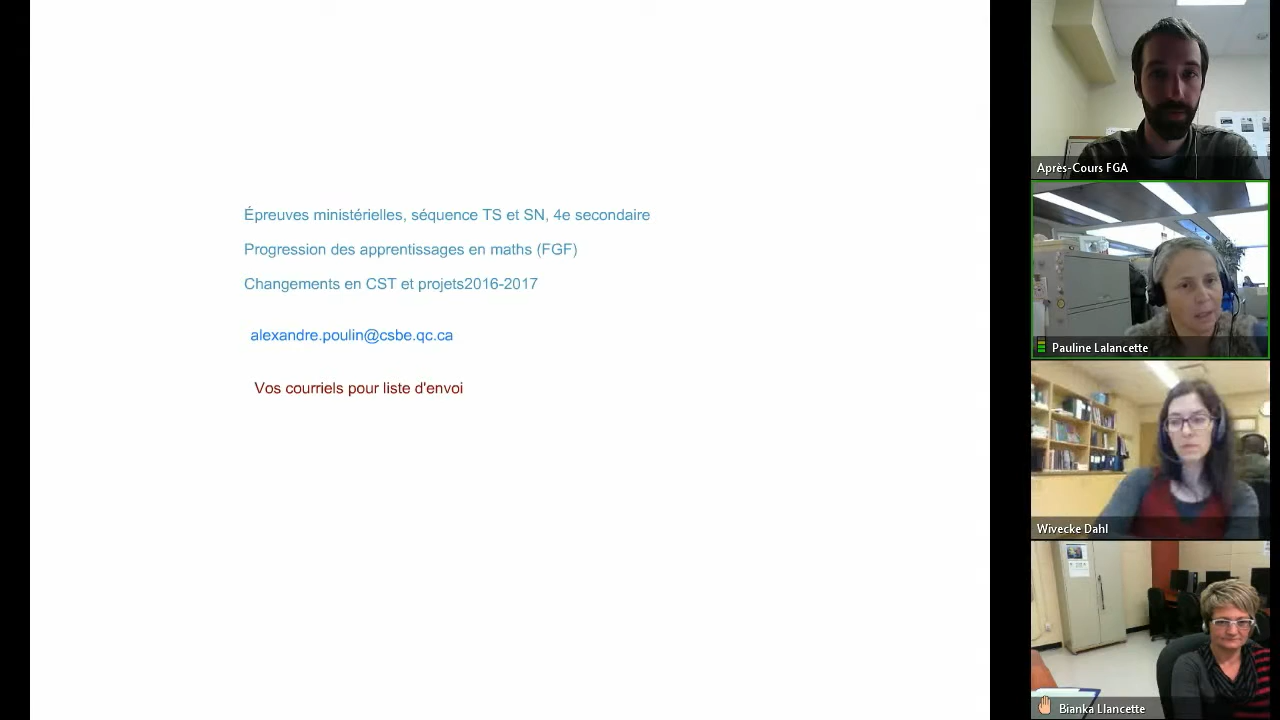 Épreuves ministérielles, séquence TS et SN, 4e secondaire
Progression des apprentissages en maths (FGF)
Changements en CST et projets2016-2017
alexandre.poulin@csbe.qc.ca
Vos courriels pour liste d'envoi
Après-Cours FGA
Pauline Lalancette
Wivecke Dahl
Bianka Llancette